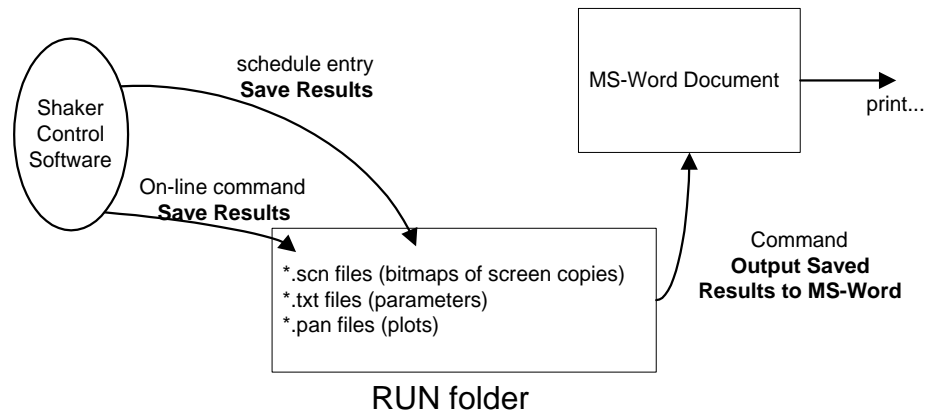 Shaker
Control
Software
schedule entry
Save Results
On-line command
Save Results
*.scn files (bitmaps of screen copies)
*.txt files (parameters)
*.pan files (plots)
RUN folder
MS-Word Document
print...
Command
Output Saved
Results to MS-Word